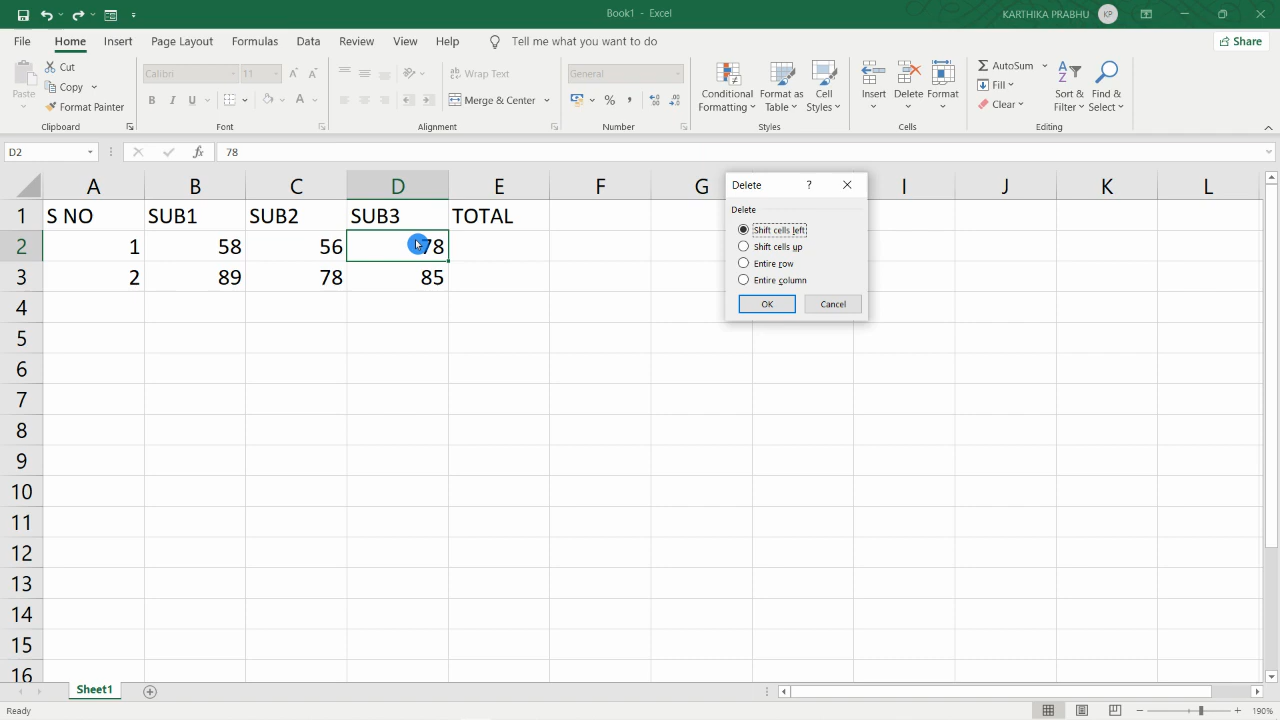 Book1 - Excel
KARTHIKA PRABHU KP
File Home Insert Page Layout Formulas Data Review View Help Tell me what you want to do Share
Paste
Cut
Copy
Format Painter
Clipboard
Calibri 11
B I U
Font
Wrap Text
Merge & Center
Alignment
General
Number
Conditional Formatting
Format as Table
Cell Styles
Styles
Insert Delete Format
Cells
AutoSum
Fill
Clear
Sort & Filter
Find & Select
Editing
D2 fx 78
A B C D E F G I J K L
1 S NO SUB1 SUB2 SUB3 TOTAL
2 1 58 56 78
3 2 89 78 85
4
5
6
7
8
9
10
11
12
13
14
15
16
Delete ?
Delete
Shift cells left
Shift cells up
Entire row
Entire column
OK Cancel
Sheet1
Ready 190%